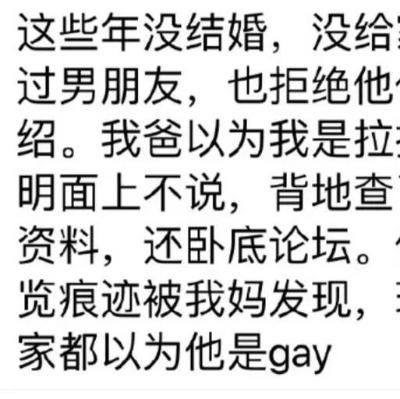 这些年没结婚，没给
过男朋友，也拒绝他
绍。我爸以为我是拉
明面上不说，背地查
资料，还卧底论坛。
览痕迹被我妈发现，
家都以为他是gay